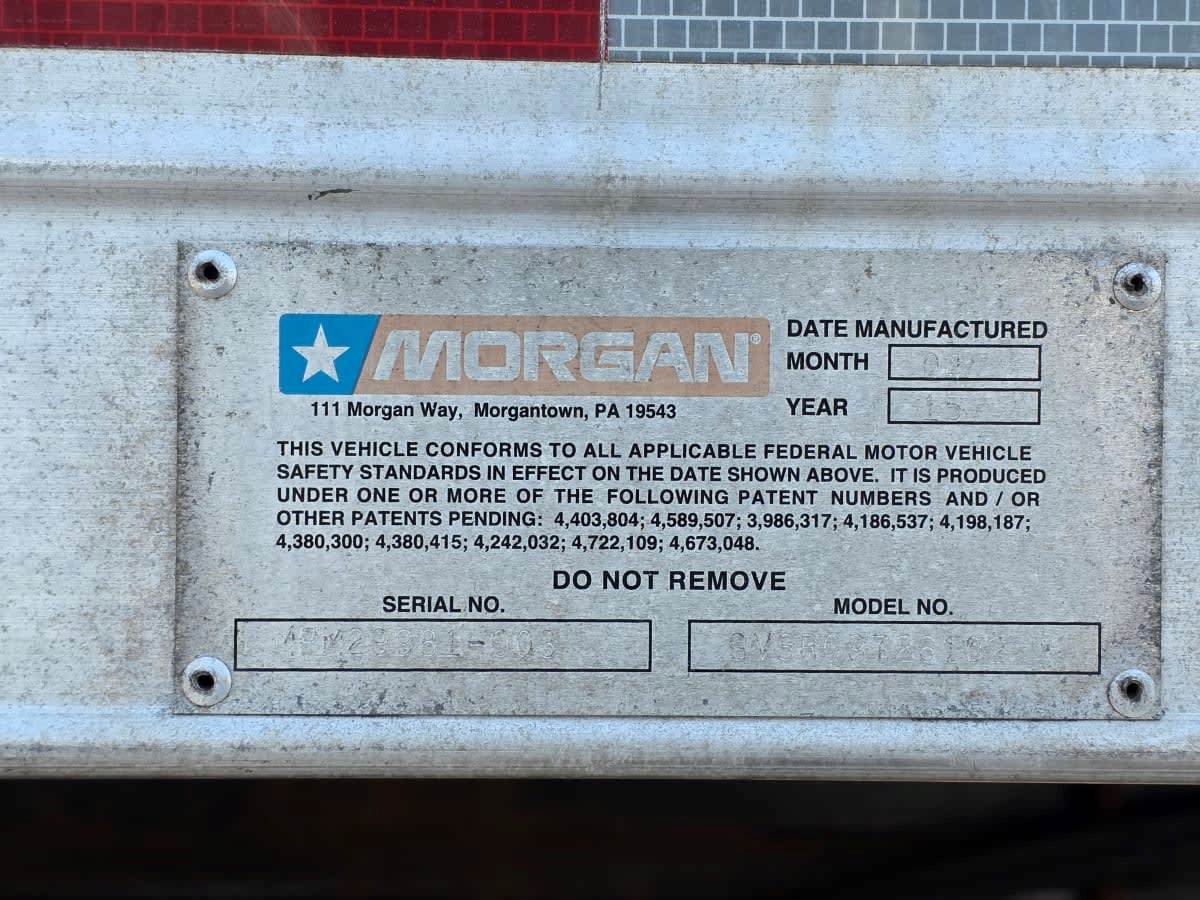 MORGAN®
111 Morgan Way, Morgantown, PA 19543
DATE MANUFACTURED
MONTH
YEAR 15
THIS VEHICLE CONFORMS TO ALL APPLICABLE FEDERAL MOTOR VEHICLE
SAFETY STANDARDS IN EFFECT ON THE DATE SHOWN ABOVE. IT IS PRODUCED
UNDER ONE OR MORE OF THE FOLLOWING PATENT NUMBERS AND / OR
OTHER PATENTS PENDING: 4,403,804; 4,589,507; 3,986,317; 4,186,537; 4,198,187;
4,380,300; 4,380,415; 4,242,032; 4,722,109; 4,673,048.
DO NOT REMOVE
SERIAL NO.
MODEL NO.